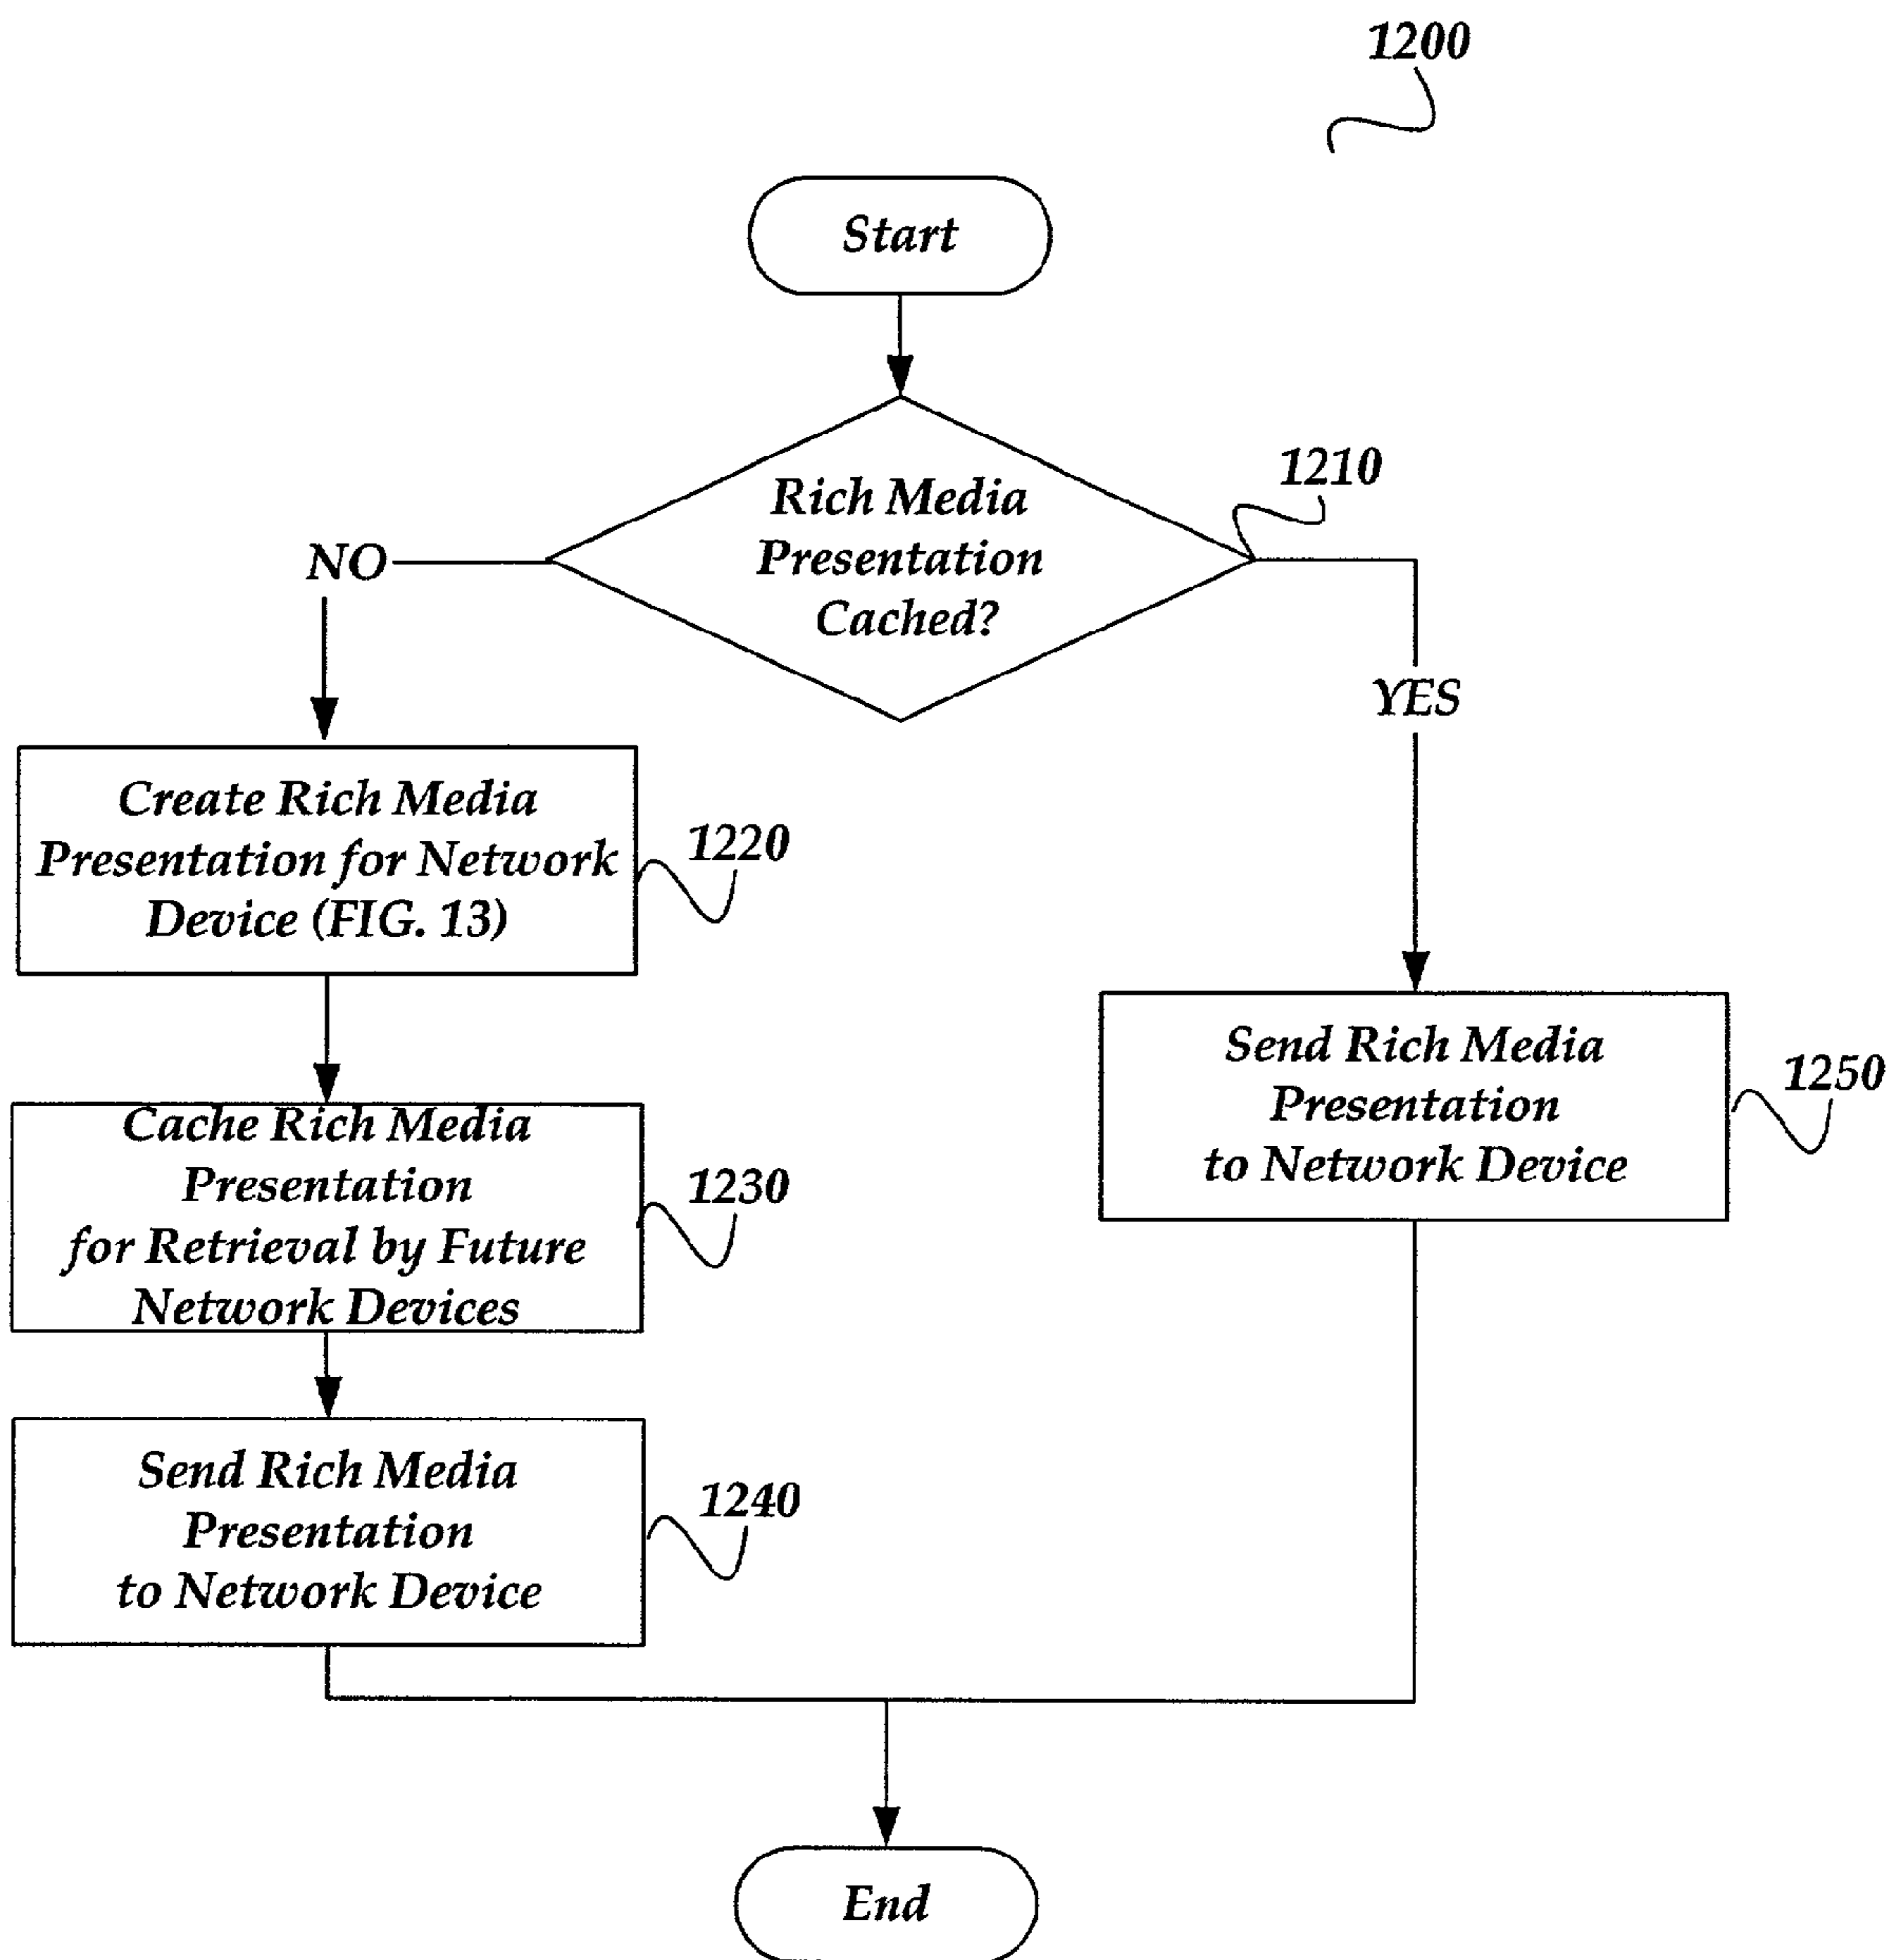 1200
Start
Rich Media
Presentation
Cached?
1210
NO
YES
Create Rich Media
Presentation for Network
Device (FIG. 13)
1220
Cache Rich Media
Presentation
for Retrieval by Future
Network Devices
1230
Send Rich Media
Presentation
to Network Device
1240
Send Rich Media
Presentation
to Network Device
1250
End